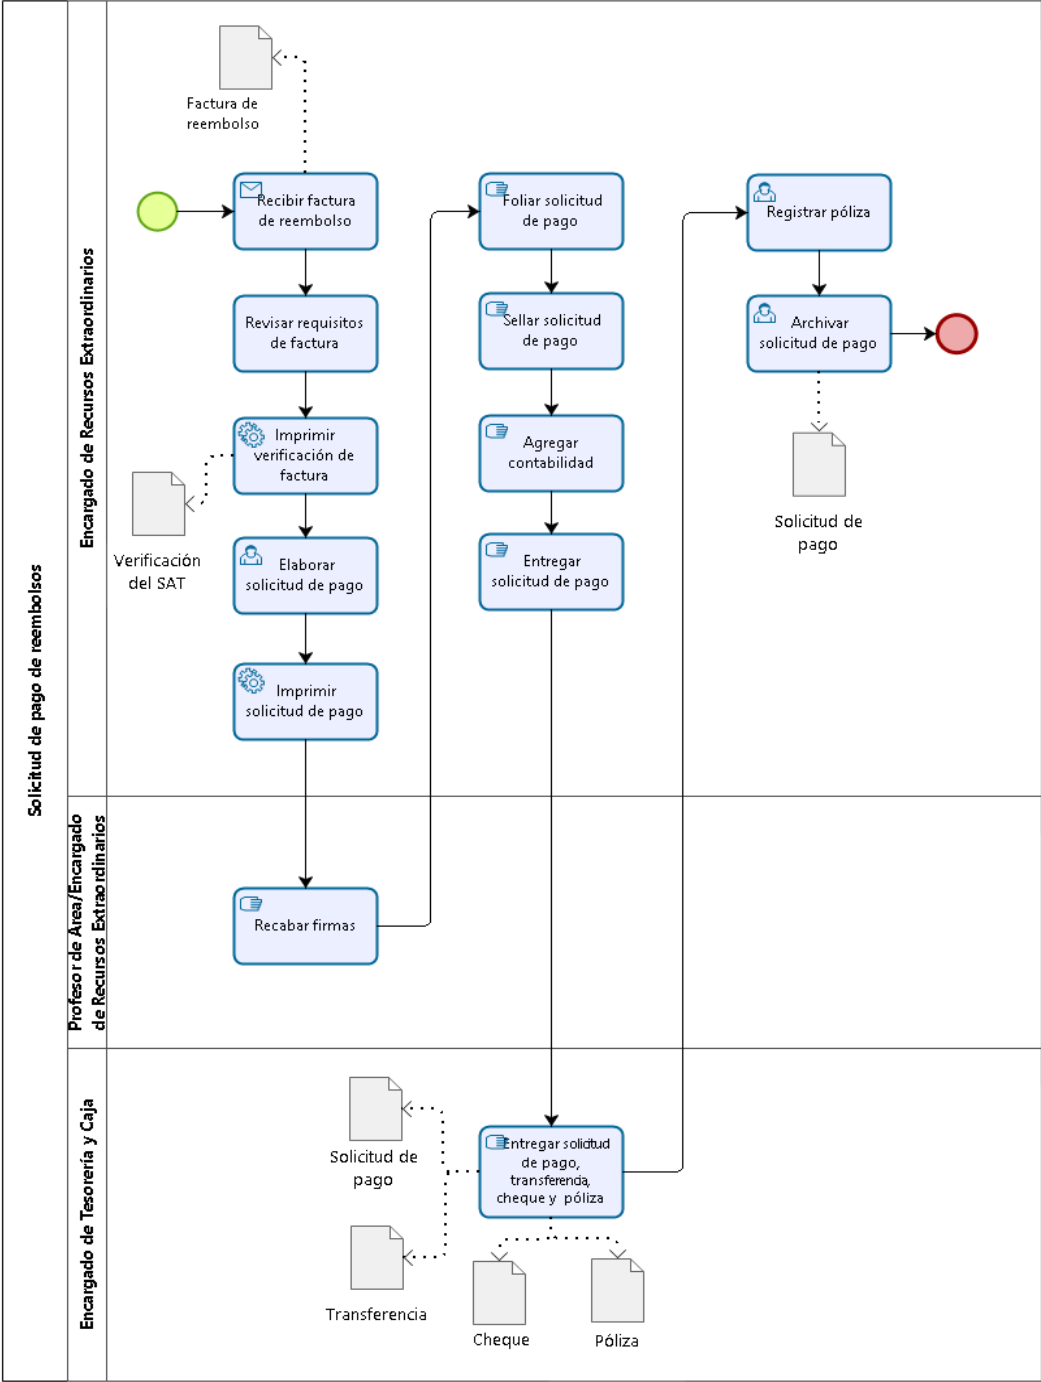 Solicitud de pago de reembolsos
Encargado de Recursos Extraordinarios
Factura de
reembolso
Recibir factura
de reembolso
Revisar requisitos
de factura
Imprimir
verificación de
factura
Verificación
del SAT
Elaborar
solicitud de pago
Imprimir
solicitud de pago
Foliar solicitud
de pago
Sellar solicitud
de pago
Agregar
contabilidad
Entregar
solicitud de pago
Registrar póliza
Archivar
solicitud de pago
Solicitud de
pago
Profesor de Area/Encargado
de Recursos Extraordinarios
Recabar firmas
Encargado de Tesorería y Caja
Solicitud de
pago
Transferencia
Entregar solicitud
de pago,
transferencia,
cheque y póliza
Cheque
Póliza